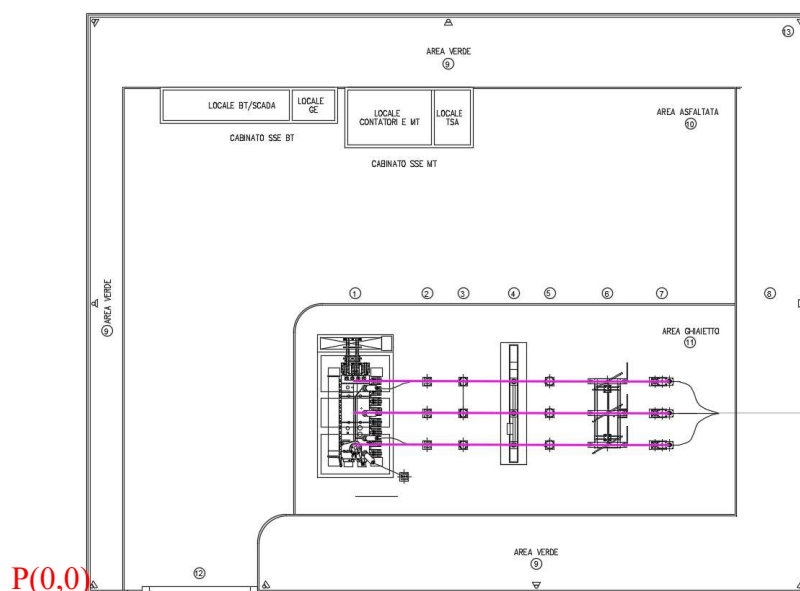 13
AREA VERDE
9
LOCALE BT/SCADA
LOCALE
GE
LOCALE
CONTATORI E MT
LOCALE
TSA
AREA ASFALTATA
10
CABINATO SSE BT
CABINATO SSE MT
AREA VERDE
9
1
2
3
4
5
6
7
8
AREA GHIAIETTO
11
AREA VERDE
9
12
P(0,0)